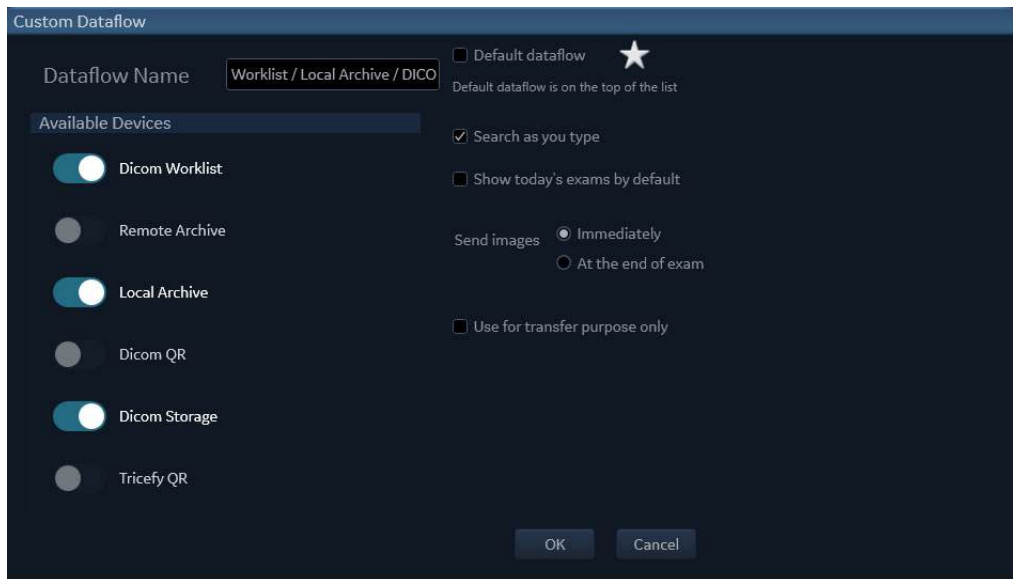 Custom Dataflow
Dataflow Name
Worklist / Local Archive / DICO
Available Devices
Dicom Worklist
Remote Archive
Local Archive
Dicom QR
Dicom Storage
Tricefy QR
Default dataflow
Default dataflow is on the top of the list
Search as you type
Show today's exams by default
Send images
Immediately
At the end of exam
Use for transfer purpose only
OK
Cancel